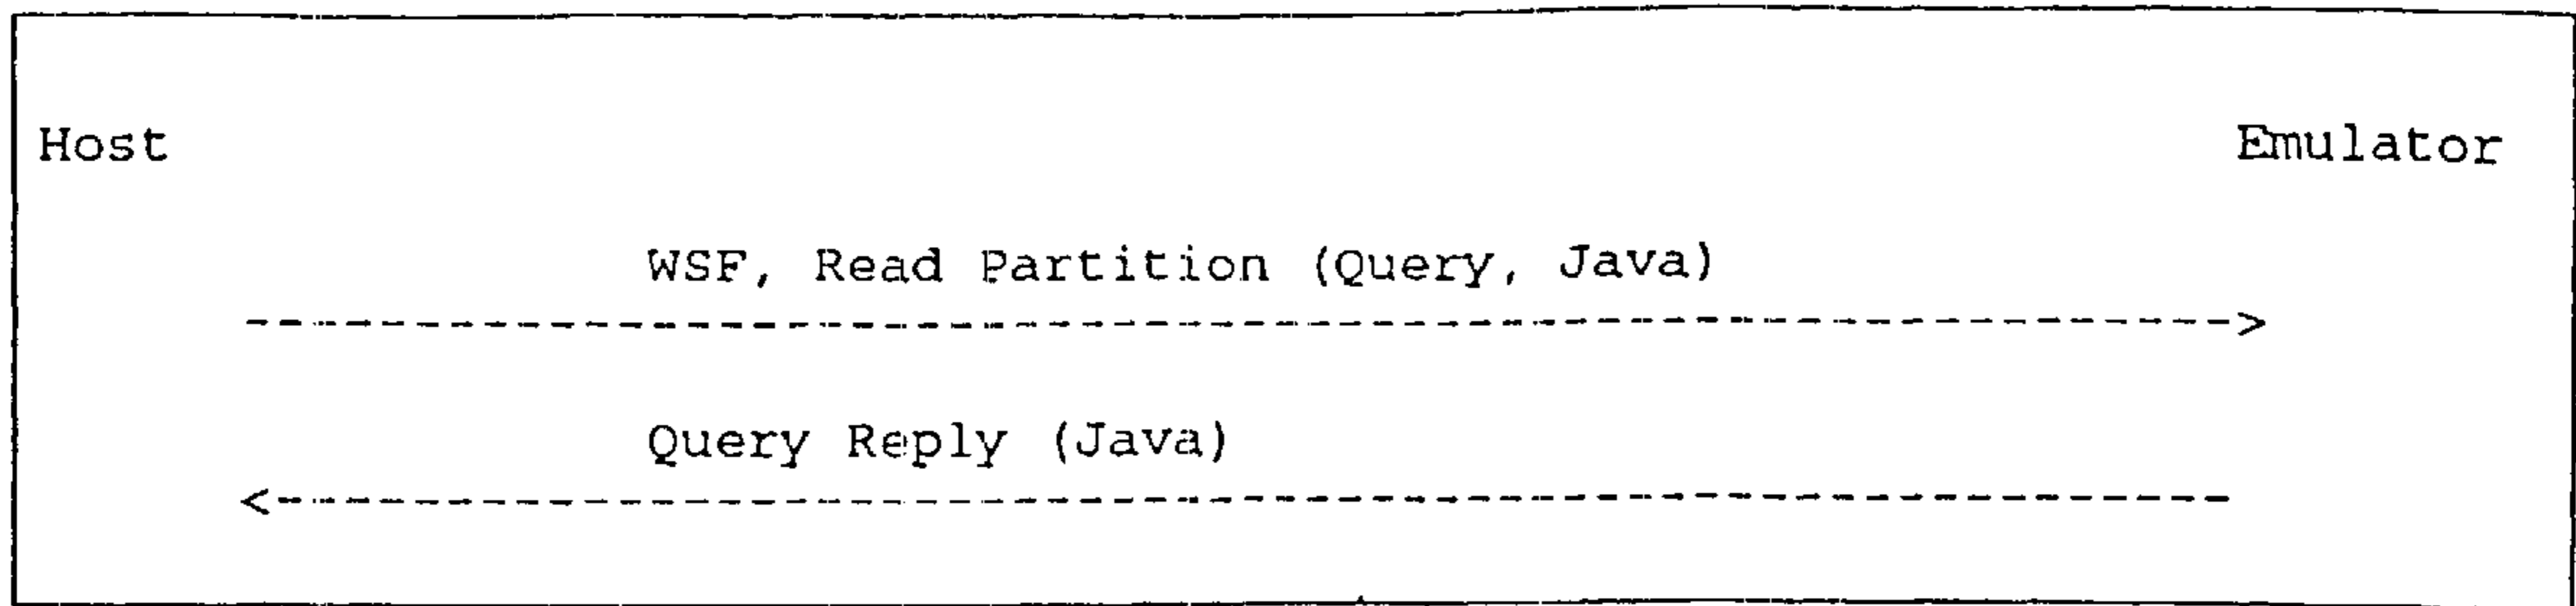 Host Emulator
WSF, Read Partition (Query, Java)
Query Reply (Java)